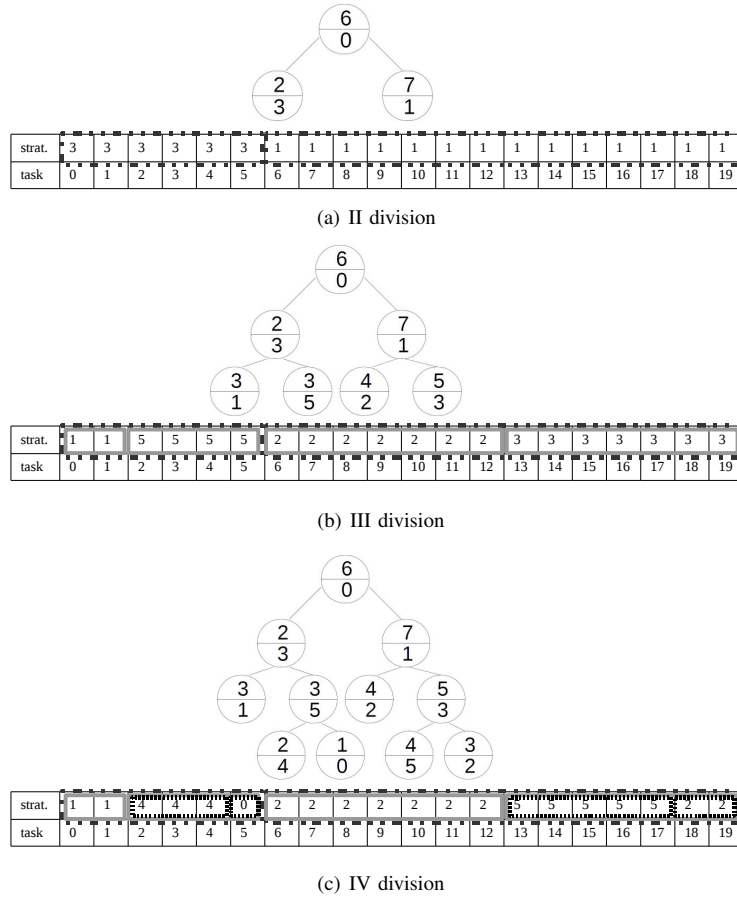 6
0
2 7
3 1
strat. 3 3 3 3 3 3 1 1 1 1 1 1 1 1 1 1 1 1 1 1
task 0 1 2 3 4 5 6 7 8 9 10 11 12 13 14 15 16 17 18 19
(a) II division
6
0
2 7
3 1
3 3 4 5
1 5 2 3
strat. 1 1 5 5 5 5 2 2 2 2 2 2 2 3 3 3 3 3 3 3
task 0 1 2 3 4 5 6 7 8 9 10 11 12 13 14 15 16 17 18 19
(b) III division
6
0
2 7
3 1
3 3 4 5
1 5 2 3
2 1 4 3
4 0 5 2
strat. 1 1 4 4 4 0 2 2 2 2 2 2 2 5 5 5 5 5 2 2
task 0 1 2 3 4 5 6 7 8 9 10 11 12 13 14 15 16 17 18 19
(c) IV division